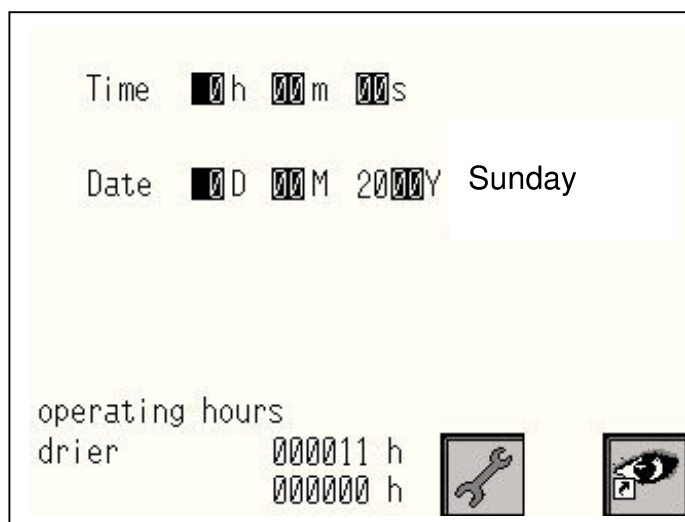 Time 0h 00m 00s
Date 0D 00M 2000Y Sunday
operating hours
drier 000011 h
000000 h